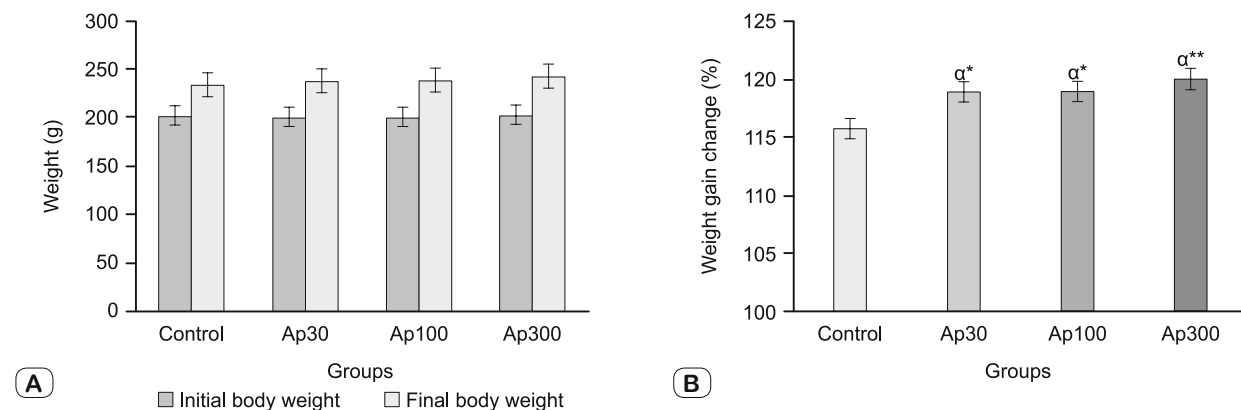 300
250
200
150
100
50
0
Weight (g)
Control Ap30 Ap100 Ap300
Groups
Initial body weight Final body weight
A
125
120
115
110
105
100
Weight gain change (%)
α* α* α**
Control Ap30 Ap100 Ap300
Groups
B